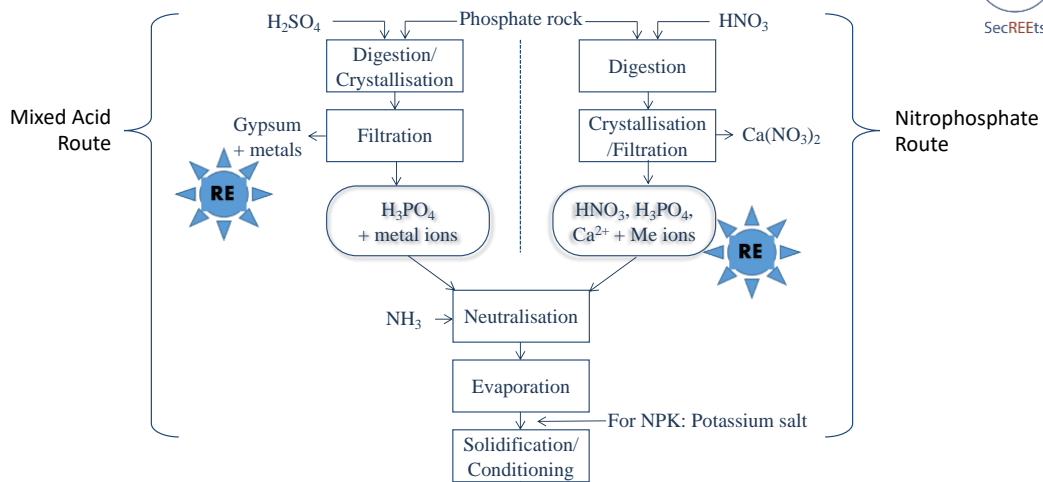 SecREEts
H₂SO₄
Phosphate rock
HNO₃
Digestion/
Crystallisation
Digestion
Mixed Acid
Route
Gypsum
+ metals
Filtration
Crystallisation
/Filtration
Ca(NO₃)₂
Nitrophosphate
Route
RE
H₃PO₄
+ metal ions
HNO₃, H₃PO₄,
Ca²⁺ + Me ions
RE
NH₃
Neutralisation
Evaporation
For NPK: Potassium salt
Solidification/
Conditioning